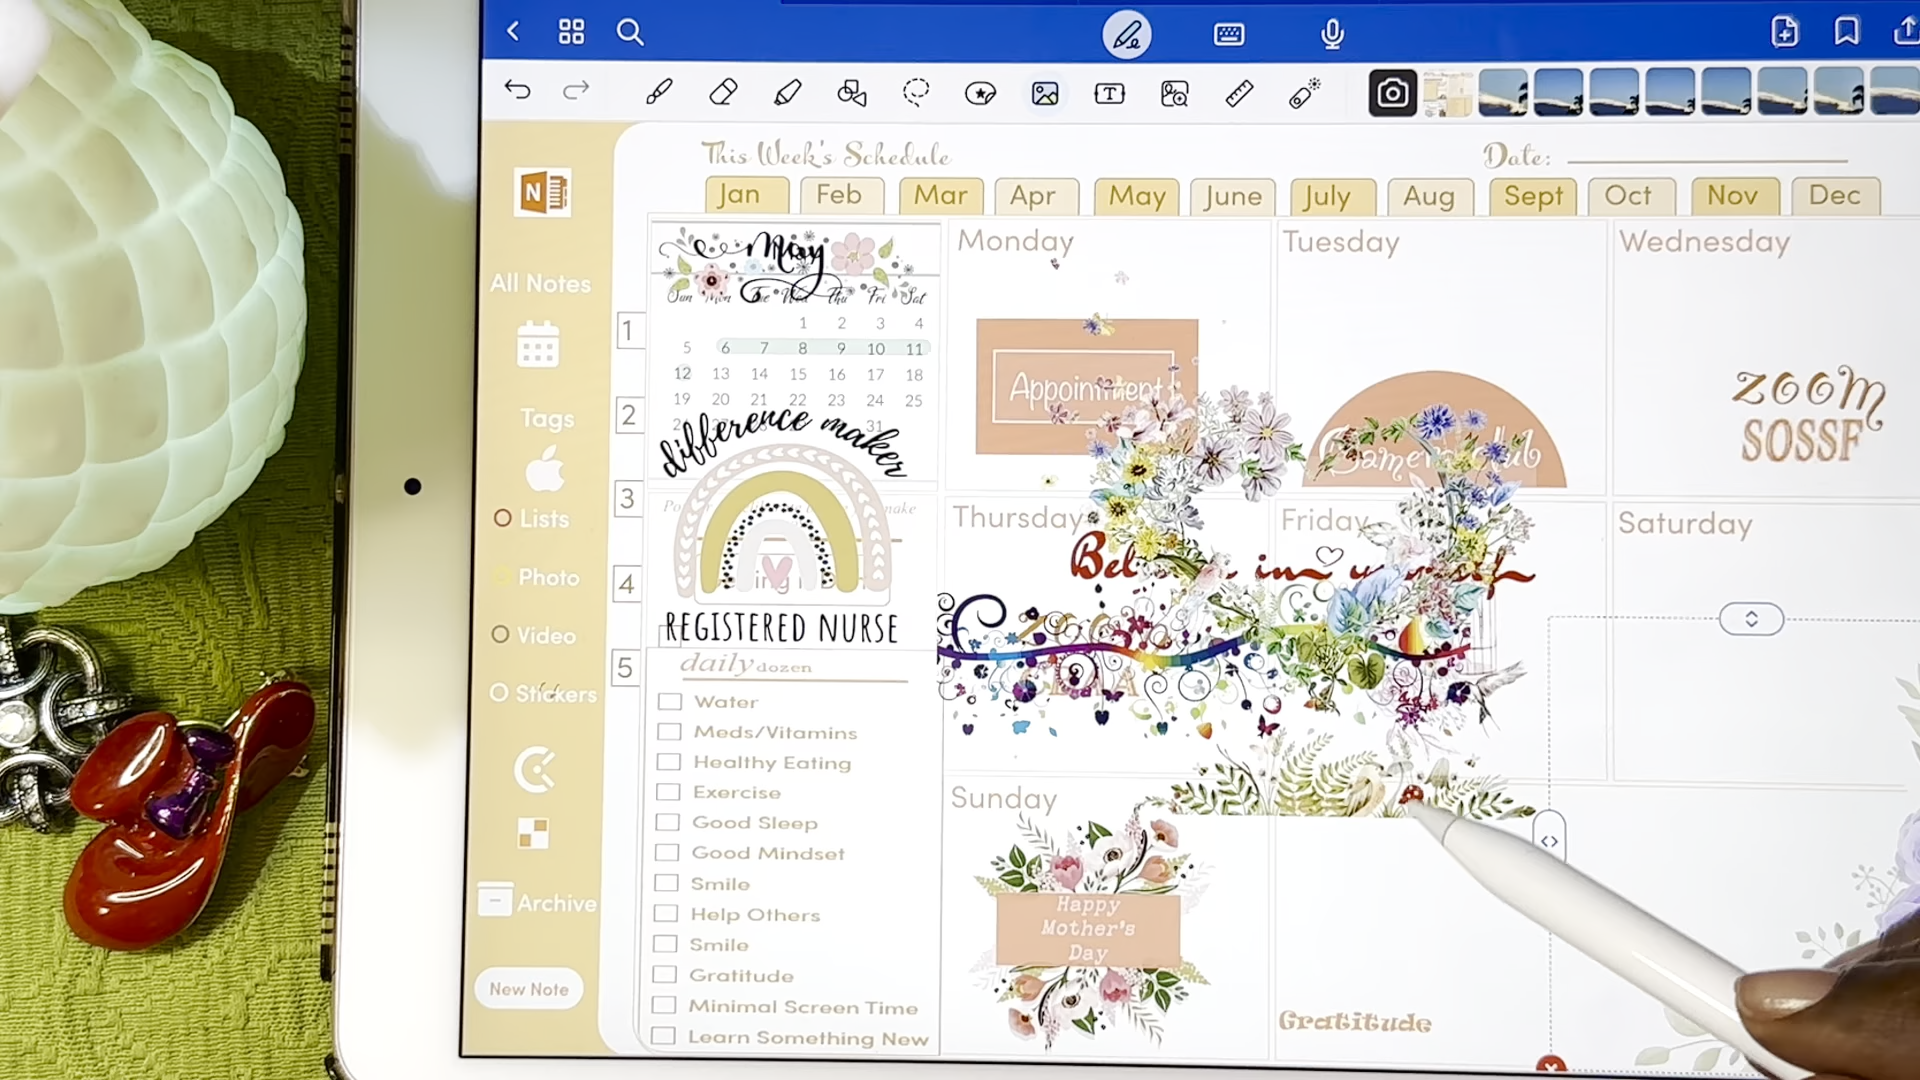 This Week's Schedule
Date:
Jan Feb Mar Apr May June July Aug Sept Oct Nov Dec
N
All Notes
Tags
Lists
Photo
Video
Stickers
Archive
New Note
1
2
3
4
5
May
Sun Mon Tue Wed Thu Fri Sat
1 2 3 4
5 6 7 8 9 10 11
12 13 14 15 16 17 18
19 20 21 22 23 24 25
31
difference maker
make
REGISTERED NURSE
daily dozen
Water
Meds/Vitamins
Healthy Eating
Exercise
Good Sleep
Good Mindset
Smile
Help Others
Smile
Gratitude
Minimal Screen Time
Learn Something New
Monday
Appointment
Tuesday
Camera Club
Wednesday
ZOOM
SOSSF
Thursday
Friday
Saturday
in
Sunday
Happy
Mother's
Day
Gratitude